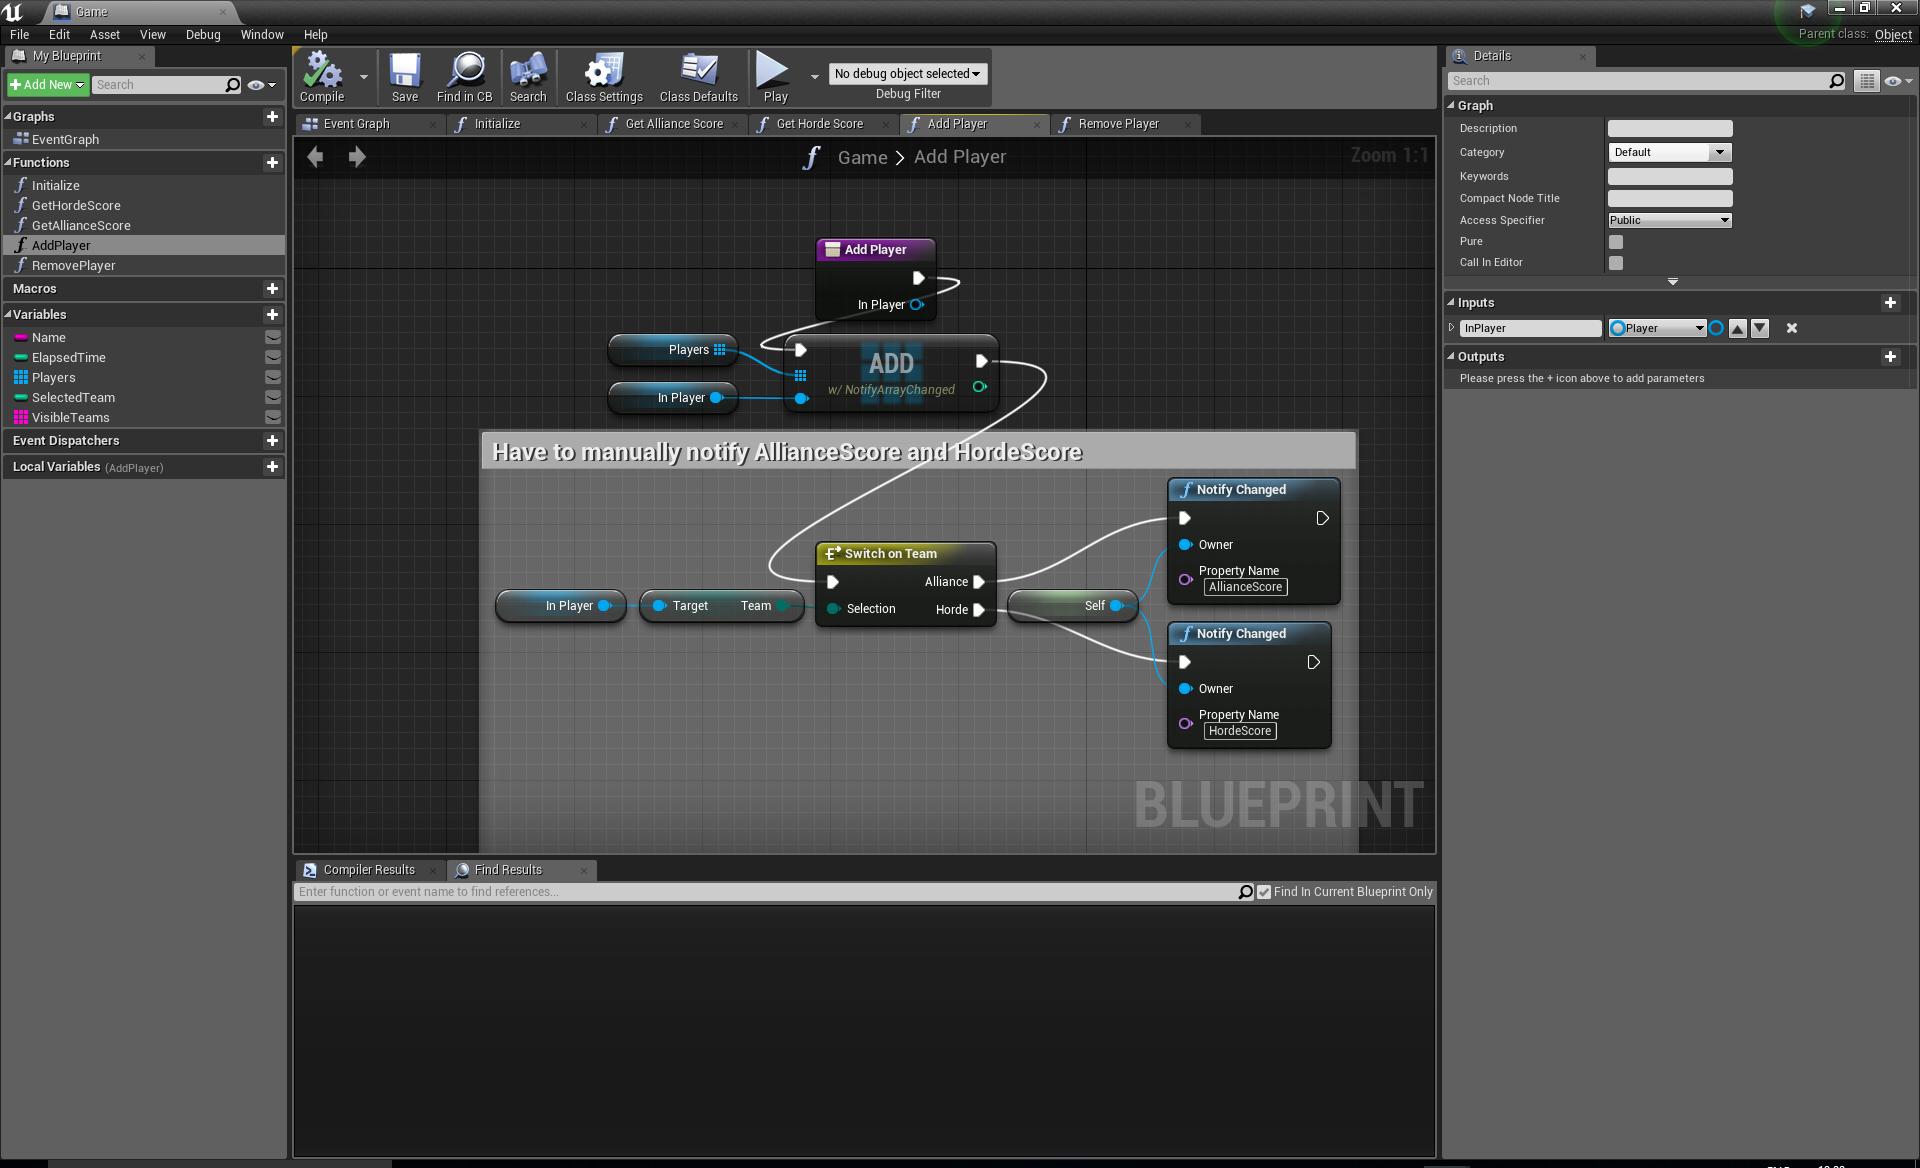 Game
File Edit Asset View Debug Window Help
Parent class: Object
My Blueprint
Add New
Search
Graphs
EventGraph
Functions
Initialize
GetHordeScore
GetAllianceScore
AddPlayer
RemovePlayer
Macros
Variables
Name
ElapsedTime
Players
SelectedTeam
VisibleTeams
Event Dispatchers
Local Variables (AddPlayer)
Compile
Save
Find in CB
Search
Class Settings
Class Defaults
Play
No debug object selected
Debug Filter
Event Graph
Initialize
Get Alliance Score
Get Horde Score
Add Player
Remove Player
Game > Add Player
Zoom 1:1
Add Player
In Player
Players
In Player
ADD
w/ NotifyArrayChanged
Have to manually notify AllianceScore and HordeScore
In Player
Target Team
Switch on Team
Alliance
Selection
Horde
Self
Notify Changed
Owner
Property Name
AllianceScore
Notify Changed
Owner
Property Name
HordeScore
BLUEPRINT
Compiler Results
Find Results
Enter function or event name to find references...
Find In Current Blueprint Only
Details
Search
Graph
Description
Category Default
Keywords
Compact Node Title
Access Specifier Public
Pure
Call In Editor
Inputs
InPlayer Player
Outputs
Please press the + icon above to add parameters